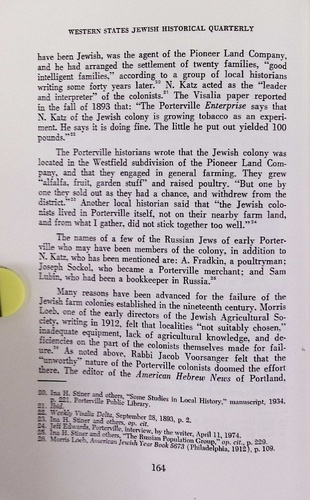 WESTERN STATES JEWISH HISTORICAL QUARTERLY
have been Jewish, was the agent of the Pioneer Land Company,
and he had arranged the settlement of twenty families, "good
intelligent families," according to a group of local historians
writing some forty years later.20 N. Katz acted as the "leader
and interpreter" of the colonists.21 The Visalia paper reported
in the fall of 1893 that: "The Porterville Enterprise says that
N. Katz of the Jewish colony is growing tobacco as an experi-
ment. He says it is doing fine. The little he put out yielded 100
pounds."22
The Porterville historians wrote that the Jewish colony was
located in the Westfield subdivision of the Pioneer Land Com-
pany, and that they engaged in general farming. They grew
"alfalfa, fruit, garden stuff" and raised poultry. "But one by
one they sold out as they had a chance, and withdrew from the
district."23 Another local historian said that "the Jewish colo-
nists lived in Porterville itself, not on their nearby farm land,
and from what I gather, did not stick together too well."24
The names of a few of the Russian Jews of early Porter-
ville who may have been members of the colony, in addition to
N. Katz, who has been mentioned are: A. Fradkin, a poultryman;
Joseph Sockol, who became a Porterville merchant; and Sam
Lubin, who had been a bookkeeper in Russia.25
Many reasons have been advanced for the failure of the
Jewish farm colonies established in the nineteenth century. Morris
Loeb, one of the early directors of the Jewish Agricultural So-
ciety, writing in 1912, felt that localities "not suitably chosen,"
inadequate equipment, lack of agricultural knowledge, and de-
ficiencies on the part of the colonists themselves made for fail-
ure.26 As noted above, Rabbi Jacob Voorsanger felt that the
"unworthy" nature of the Porterville colonists doomed the effort
there. The editor of the American Hebrew News of Portland,
20. Ina H. Stiner and others, "Some Studies in Local History," manuscript, 1934,
p. 221, Porterville Public Library.
21. Ibid.
22. Weekly Visalia Delta, September 28, 1893, p. 2.
23. Ina H. Stiner and others, op. cit.
24. Jeff Edwards, Porterville, interview, by the writer, April 11, 1974.
25. Ina H. Stiner and others, "The Russian Population Group," op. cit., p. 229.
26. Morris Loeb, American Jewish Year Book 5673 (Philadelphia, 1912), p. 109.
164